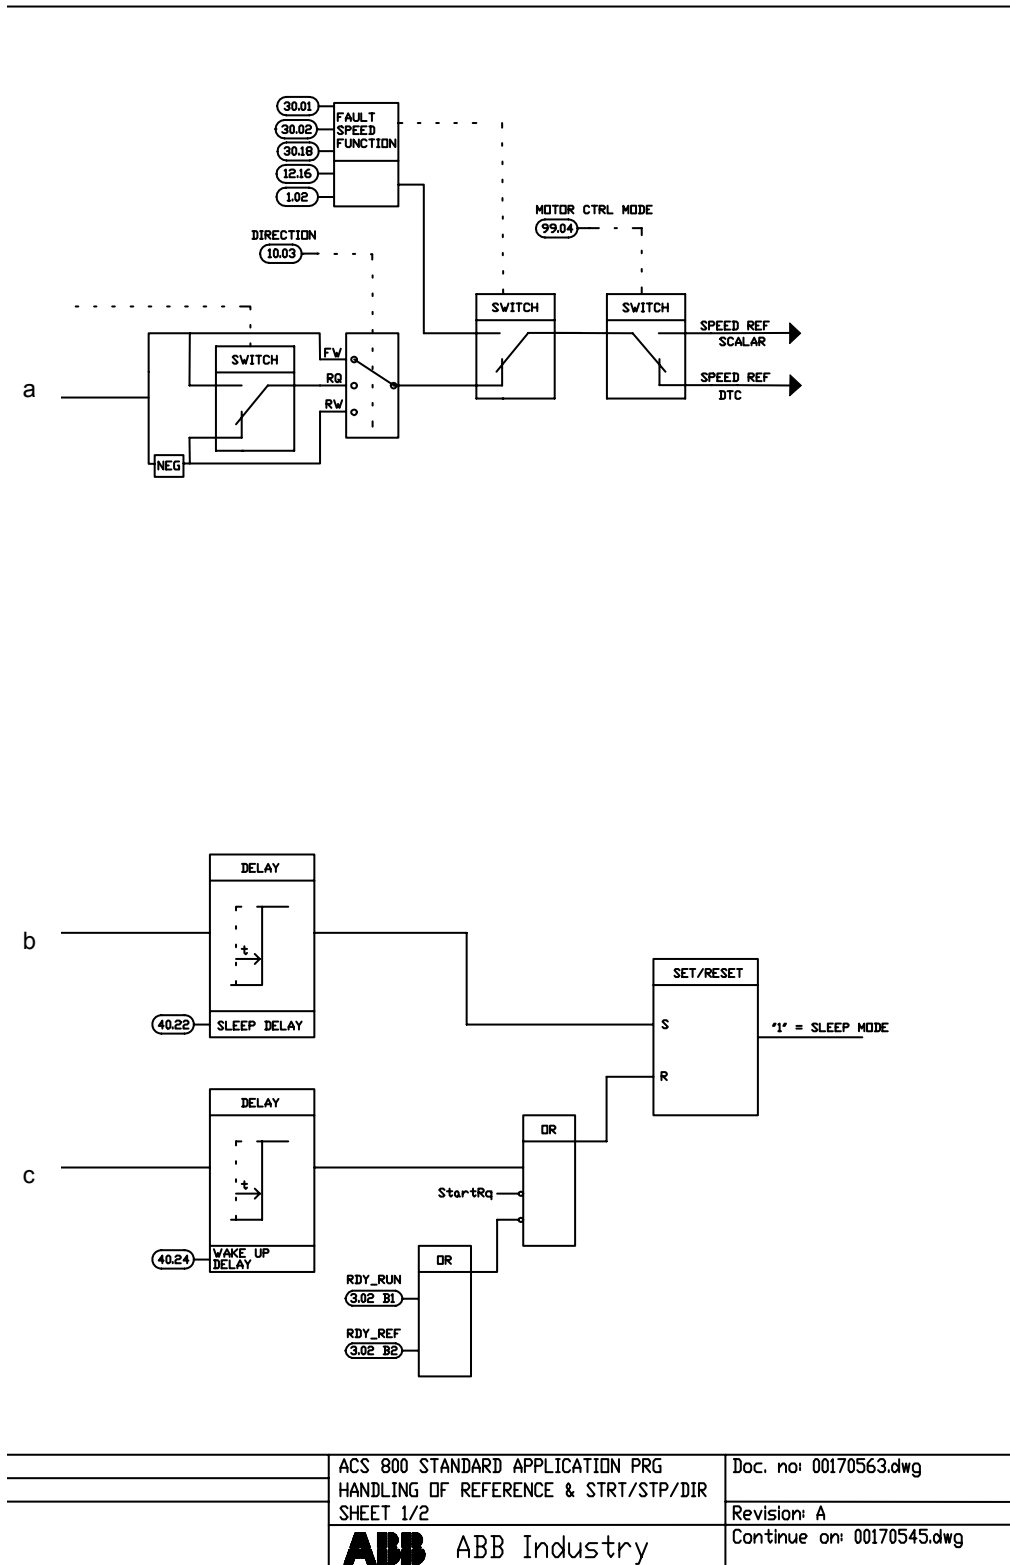 30.01
FAULT
30.02
SPEED
FUNCTION
30.18
12.16
1.02
MOTOR CTRL MODE
99.04
DIRECTION
10.03
SWITCH
SWITCH
SPEED REF
SCALAR
FW
SWITCH
RQ
SPEED REF
DTC
a
RW
NEG
DELAY
b
t
SET/RESET
40.22
SLEEP DELAY
S
"1" = SLEEP MODE
R
DELAY
OR
c
t
StartRq
40.24
WAKE UP
DELAY
OR
RDY_RUN
3.02 B1
RDY_REF
3.02 B2
ACS 800 STANDARD APPLICATION PRG
HANDLING OF REFERENCE & STRT/STP/DIR
SHEET 1/2
Doc. no: 00170563.dwg
Revision: A
ABB ABB Industry
Continue on: 00170545.dwg